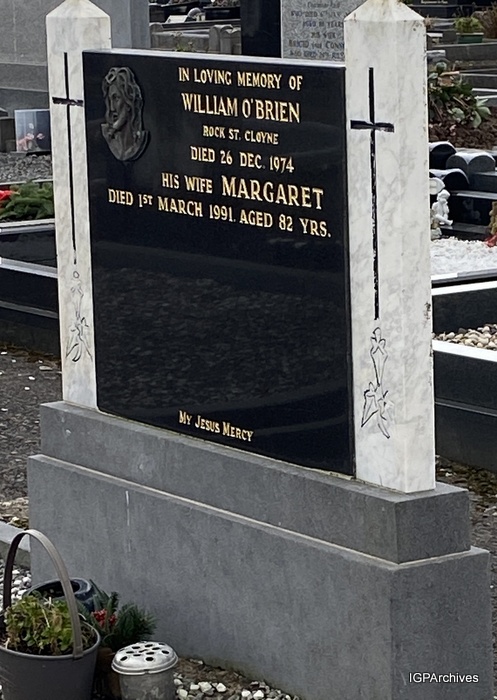 IN LOVING MEMORY OF
WILLIAM O'BRIEN
ROCK ST. CLOYNE
DIED 26 DEC. 1974
HIS WIFE MARGARET
DIED 1ST MARCH 1991. AGED 82 YRS.
MY JESUS MERCY
IGPArchives